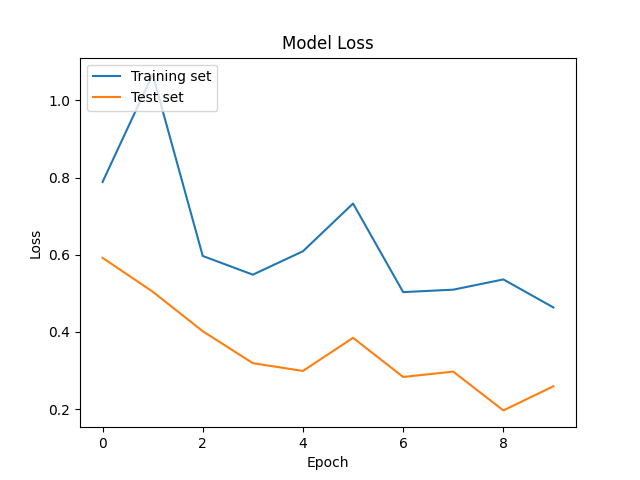 Model Loss
Training set
Test set
1.0
0.8
0.6
0.4
0.2
Loss
0 2 4 6 8
Epoch